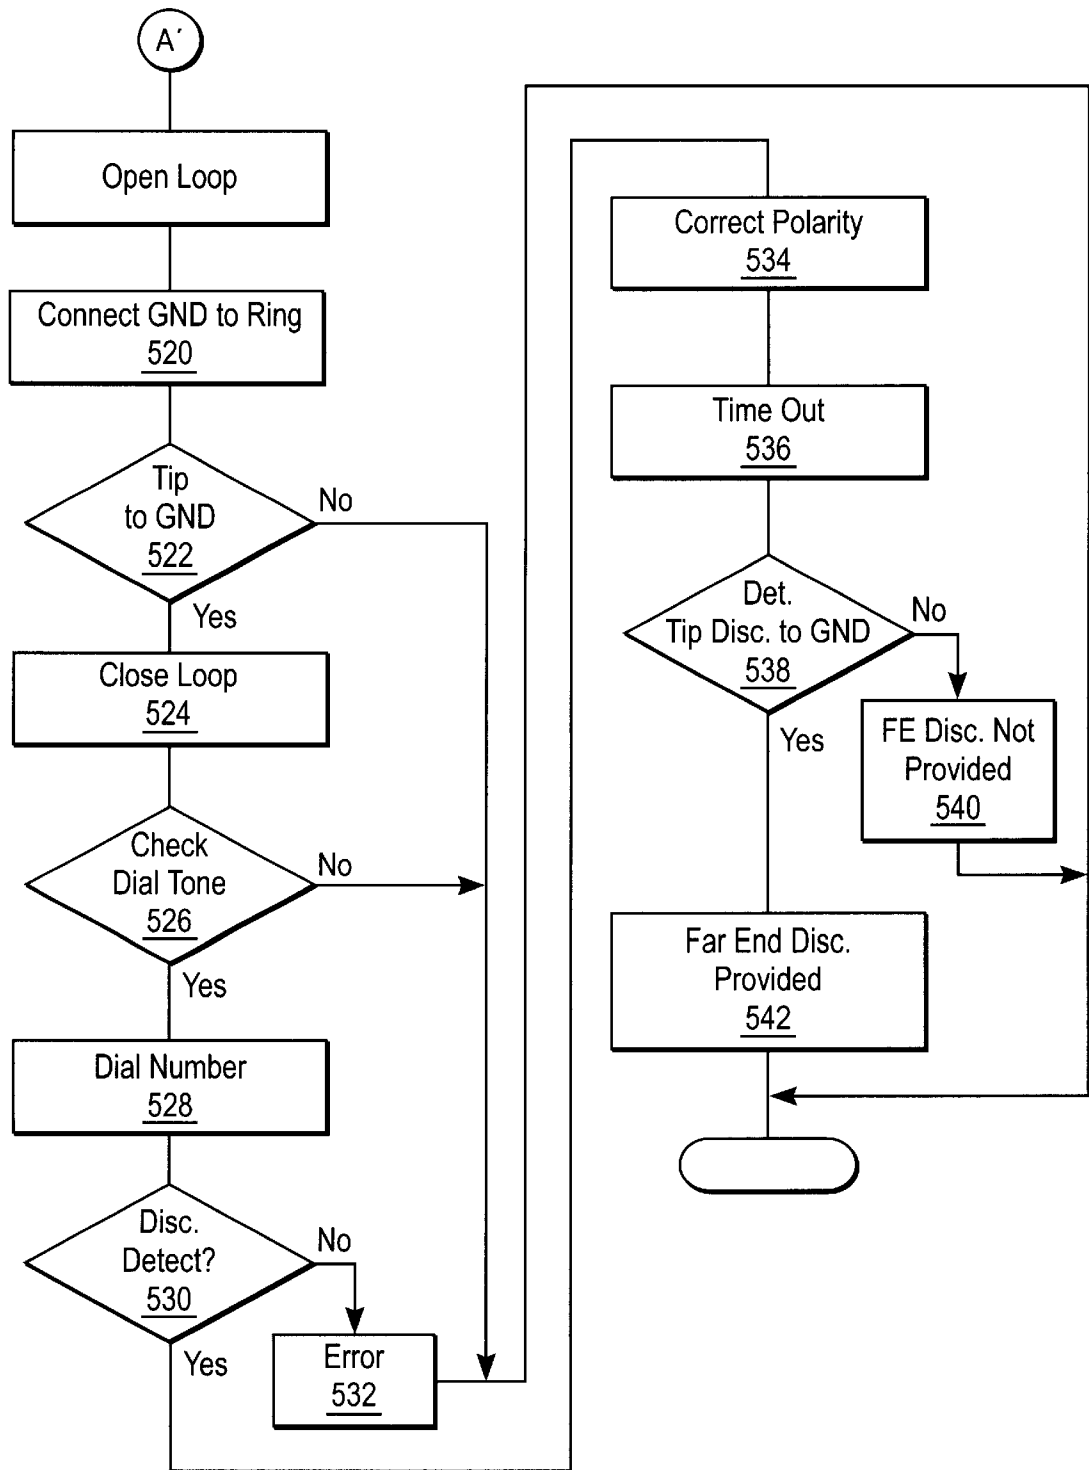 A´
Open Loop
Connect GND to Ring
520
Tip
to GND
522
No
Yes
Close Loop
524
Check
Dial Tone
526
No
Yes
Dial Number
528
Disc.
Detect?
530
No
Yes
Error
532
Correct Polarity
534
Time Out
536
Det.
Tip Disc. to GND
538
No
Yes
FE Disc. Not
Provided
540
Far End Disc.
Provided
542